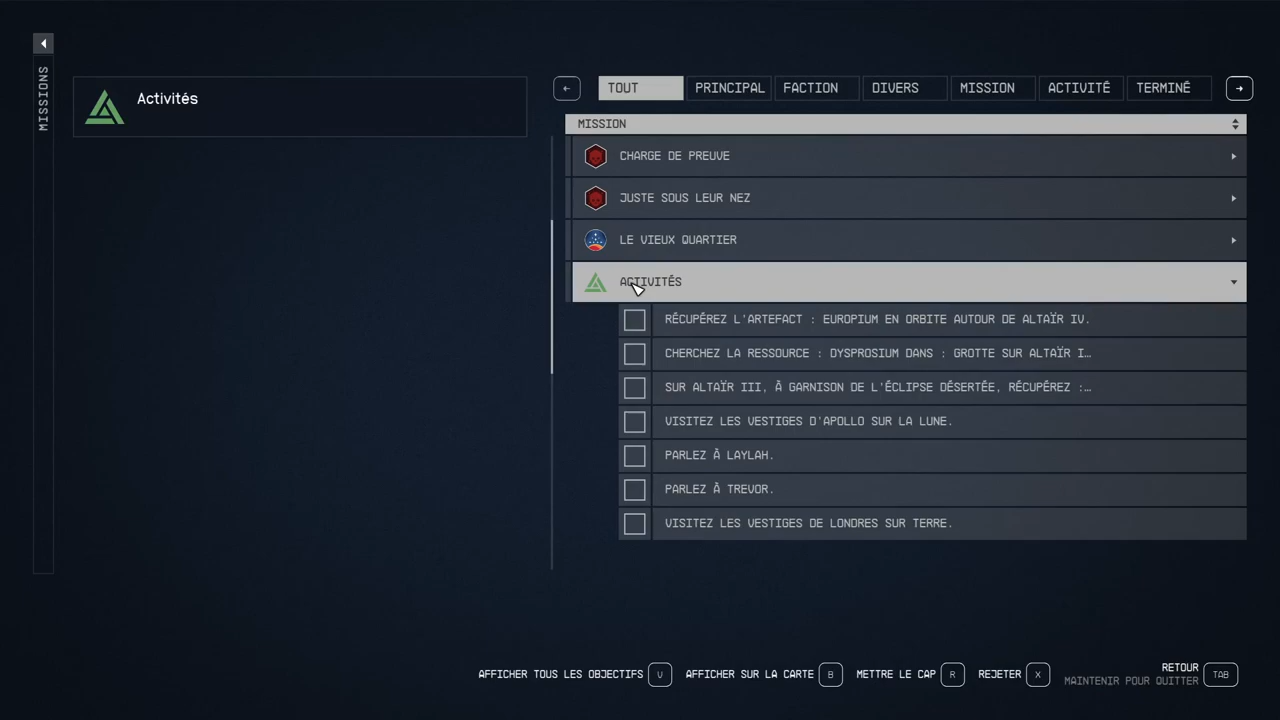 MISSIONS
Activités
TOUT
PRINCIPAL
FACTION
DIVERS
MISSION
ACTIVITÉ
TERMINÉ
MISSION
CHARGE DE PREUVE
JUSTE SOUS LEUR NEZ
LE VIEUX QUARTIER
ACTIVITÉS
RÉCUPÉREZ L'ARTEFACT : EUROPIUM EN ORBITE AUTOUR DE ALTAÏR IV.
CHERCHEZ LA RESSOURCE : DYSPROSIUM DANS : GROTTE SUR ALTAÏR I…
SUR ALTAÏR III, À GARNISON DE L'ÉCLIPSE DÉSERTÉE, RÉCUPÉREZ :…
VISITEZ LES VESTIGES D'APOLLO SUR LA LUNE.
PARLEZ À LAYLAH.
PARLEZ À TREVOR.
VISITEZ LES VESTIGES DE LONDRES SUR TERRE.
AFFICHER TOUS LES OBJECTIFS V
AFFICHER SUR LA CARTE B
METTRE LE CAP R
REJETER X
RETOUR
MAINTENIR POUR QUITTER TAB